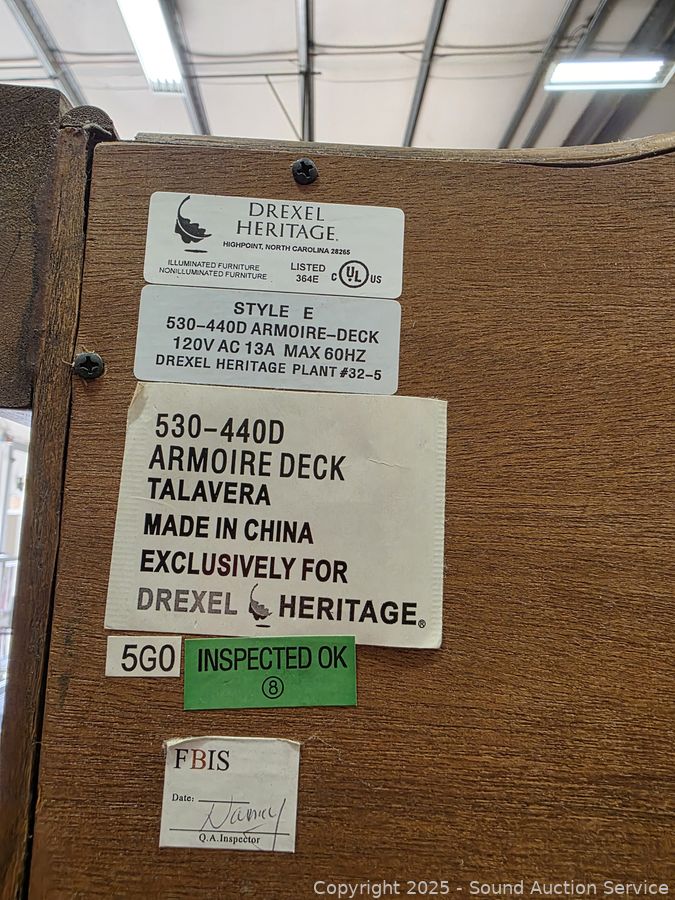 DREXEL
HERITAGE.
HIGHPOINT, NORTH CAROLINA 28265
ILLUMINATED FURNITURE
NONILLUMINATED FURNITURE
LISTED
364E
C UL US
STYLE E
530-440D ARMOIRE-DECK
120V AC 13A MAX 60HZ
DREXEL HERITAGE PLANT #32-5
530-440D
ARMOIRE DECK
TALAVERA
MADE IN CHINA
EXCLUSIVELY FOR
DREXEL HERITAGE®
5G0
INSPECTED OK
8
FBIS
Date:
Nancy
Q.A.Inspector
Copyright © 2025 - Sound Auction Service